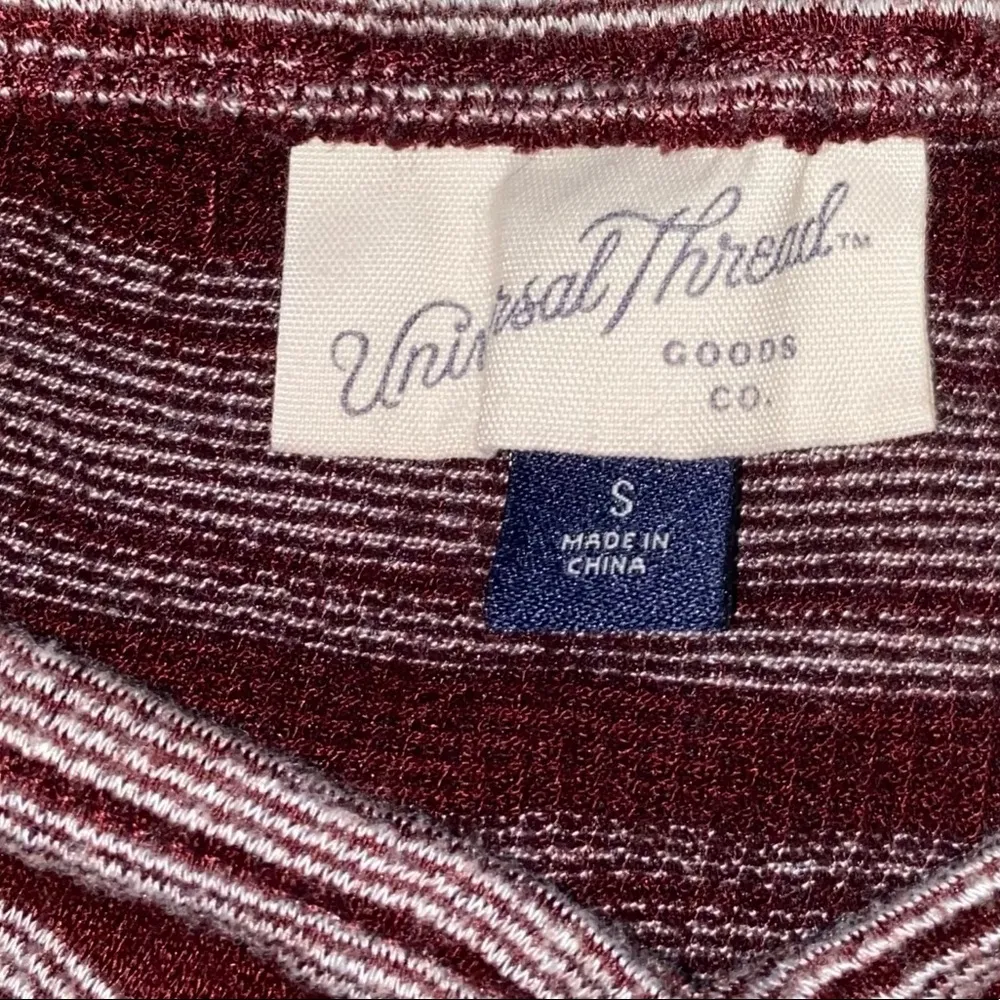 Universal Thread™
GOODS
CO.
S
MADE IN
CHINA